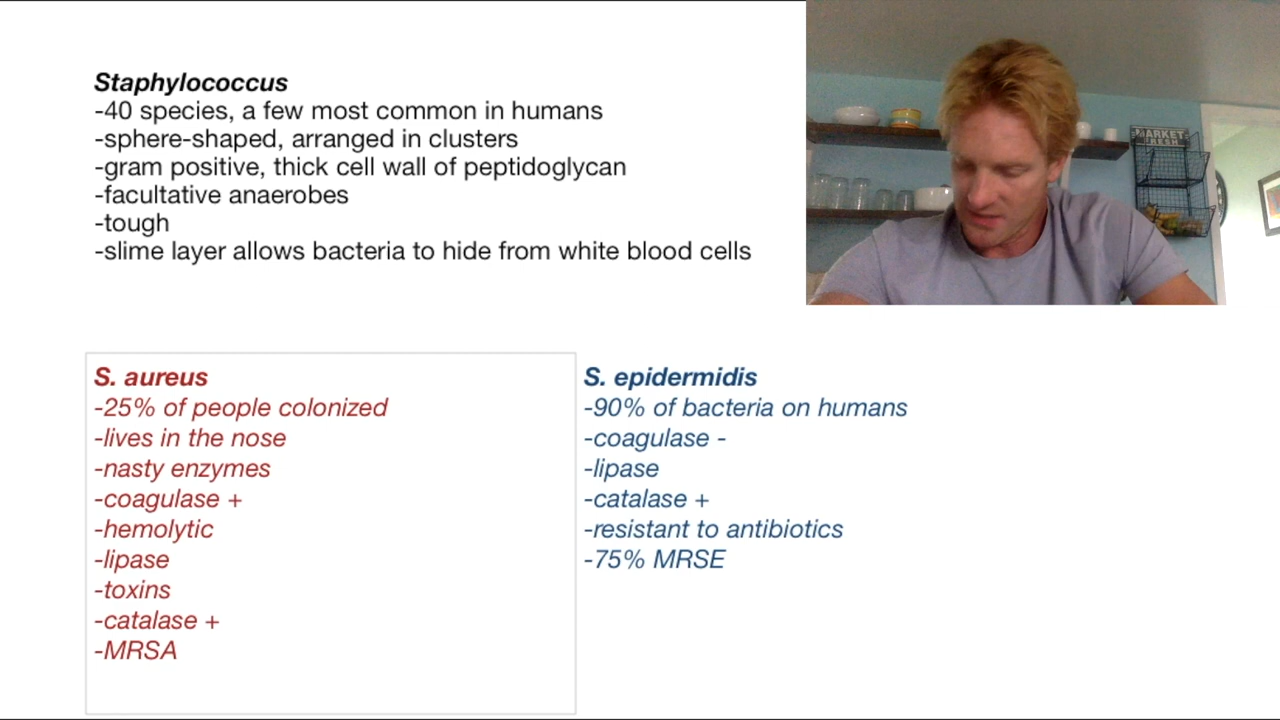 Staphylococcus
-40 species, a few most common in humans
-sphere-shaped, arranged in clusters
-gram positive, thick cell wall of peptidoglycan
-facultative anaerobes
-tough
-slime layer allows bacteria to hide from white blood cells
MARKET
FRESH
S. aureus
-25% of people colonized
-lives in the nose
-nasty enzymes
-coagulase +
-hemolytic
-lipase
-toxins
-catalase +
-MRSA
S. epidermidis
-90% of bacteria on humans
-coagulase -
-lipase
-catalase +
-resistant to antibiotics
-75% MRSE